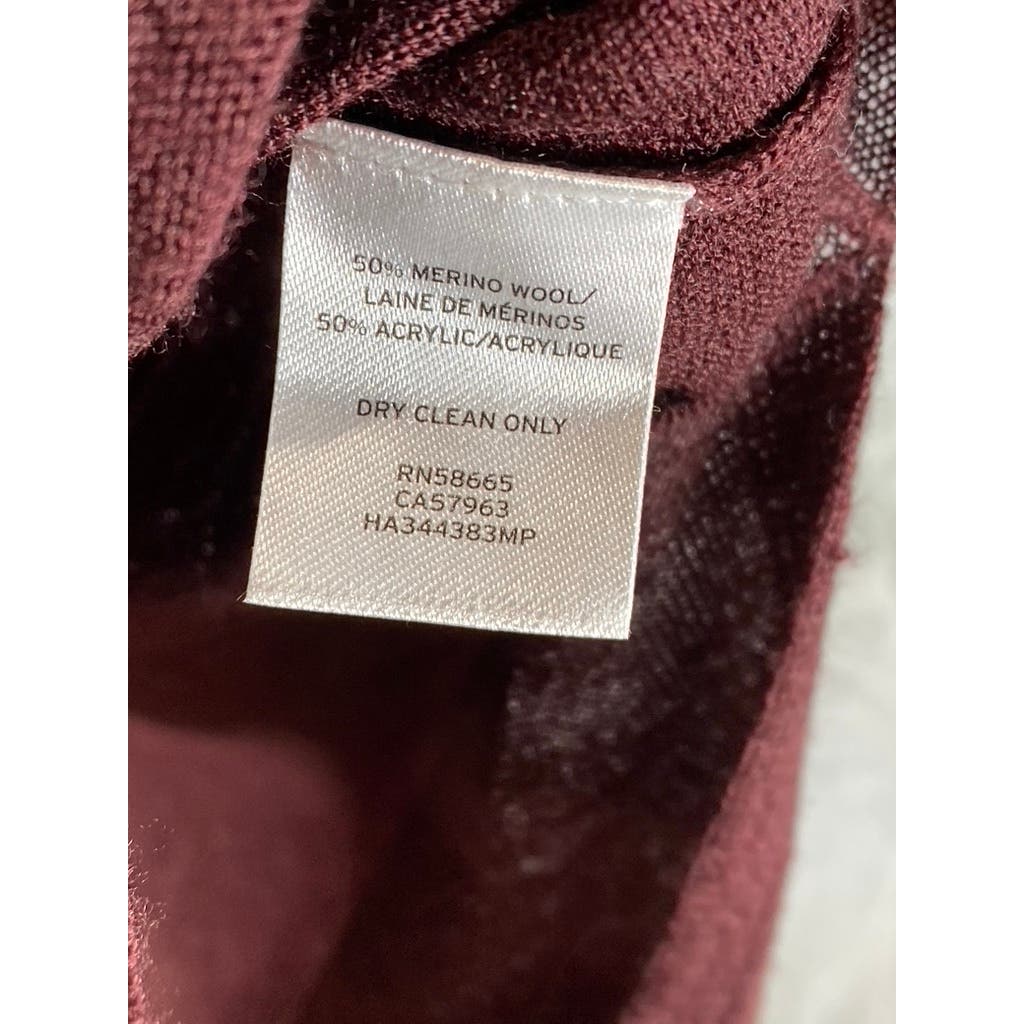 50% MERINO WOOL/
LAINE DE MÉRINOS
50% ACRYLIC/ACRYLIQUE
DRY CLEAN ONLY
RN58665
CA57963
HA344383MP